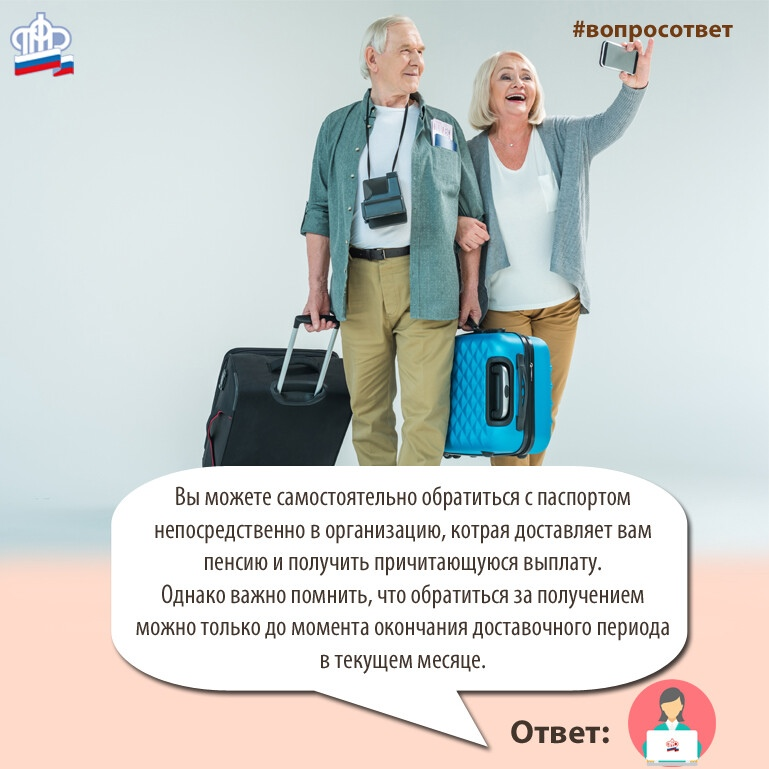 #вопросответ
Вы можете самостоятельно обратиться с паспортом
непосредственно в организацию, котрая доставляет вам
пенсию и получить причитающуюся выплату.
Однако важно помнить, что обратиться за получением
можно только до момента окончания доставочного периода
в текущем месяце.
Ответ: